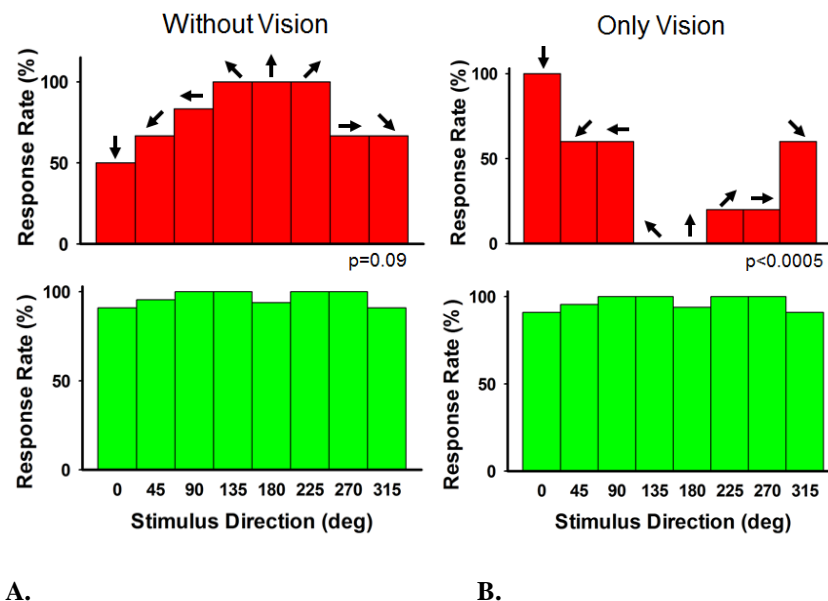 Without Vision
Response Rate (%)
100
50
0
p=0.09
Response Rate (%)
100
50
0
0 45 90 135 180 225 270 315
Stimulus Direction (deg)
A.
Only Vision
Response Rate (%)
100
50
0
p<0.0005
Response Rate (%)
100
50
0
0 45 90 135 180 225 270 315
Stimulus Direction (deg)
B.